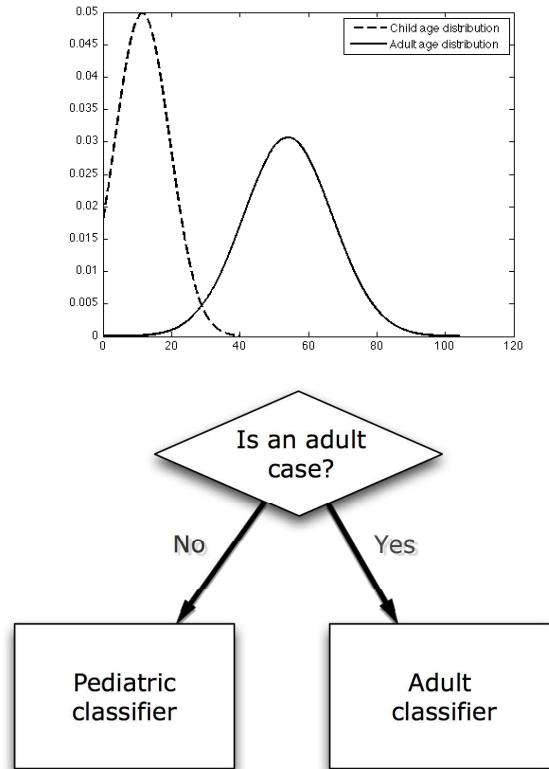 0.05
0.045
0.04
0.035
0.03
0.025
0.02
0.015
0.01
0.005
0
0 20 40 60 80 100 120
Child age distribution
Adult age distribution
Is an adult
case?
No
Yes
Pediatric
classifier
Adult
classifier